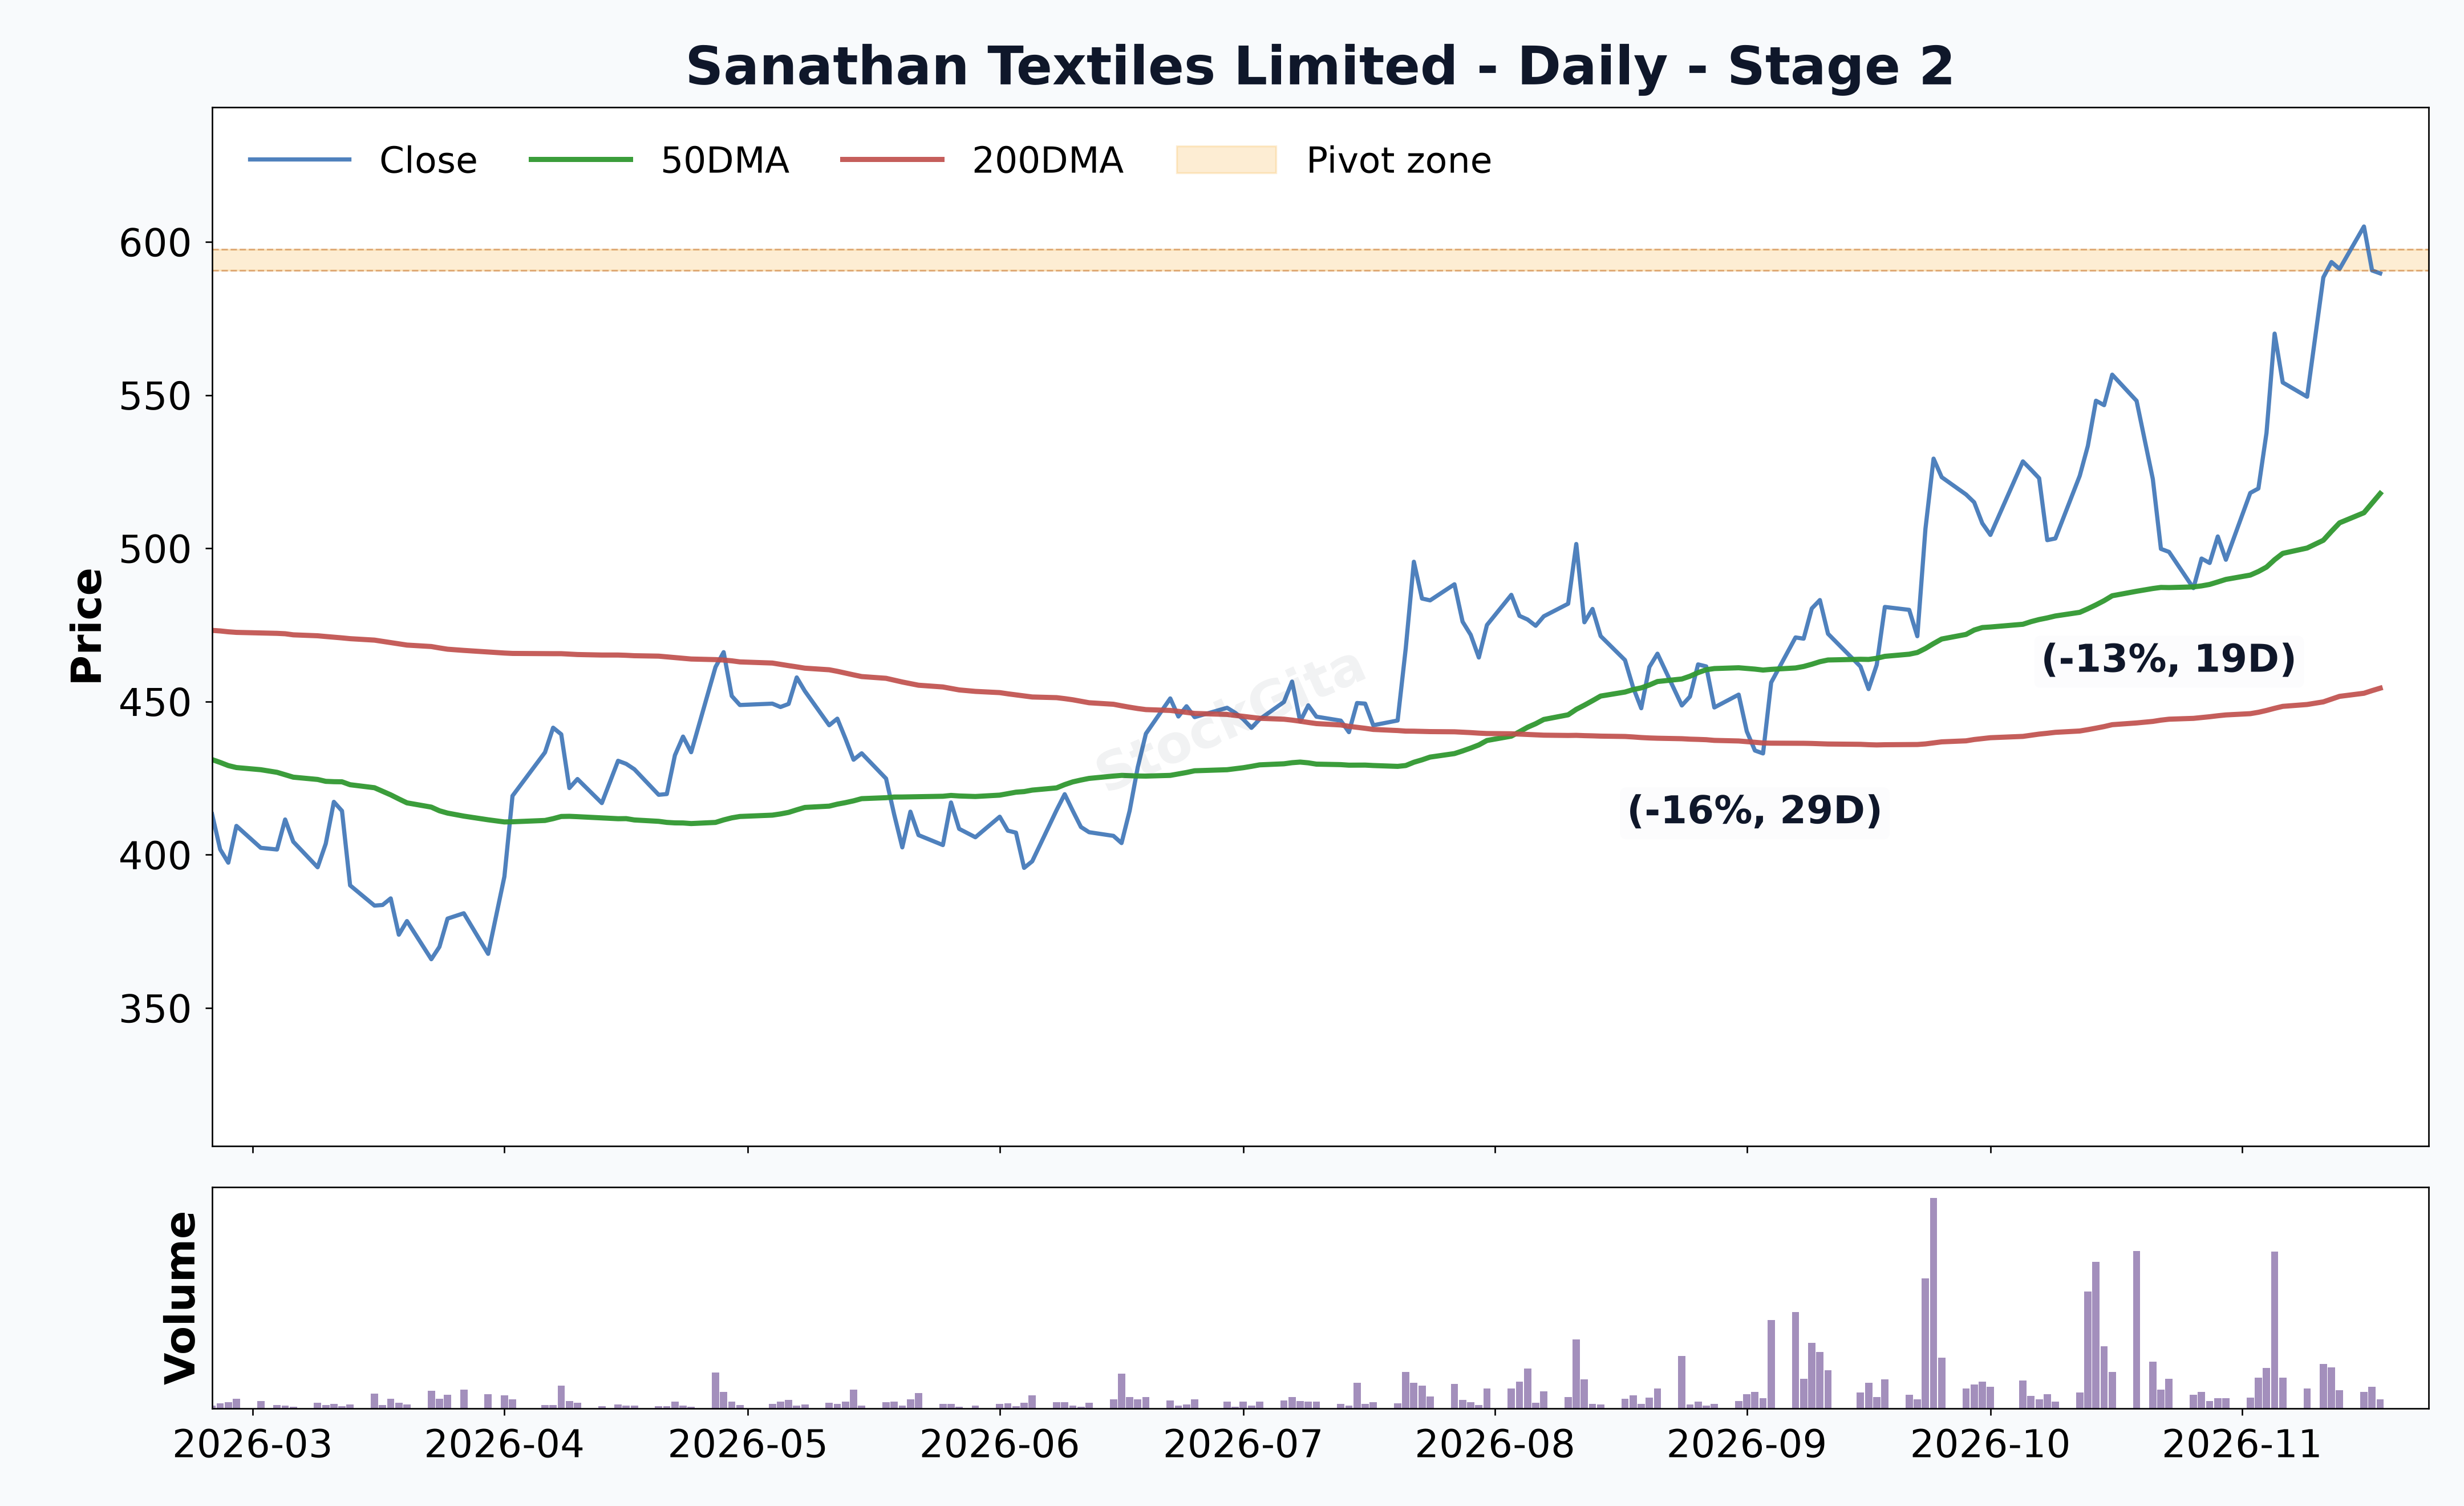 Sanathan Textiles Limited - Daily - Stage 2
Close 50DMA 200DMA Pivot zone
600
550
500
450
400
350
Price
StockGita
(-13%, 19D)
(-16%, 29D)
Volume
2026-03 2026-04 2026-05 2026-06 2026-07 2026-08 2026-09 2026-10 2026-11